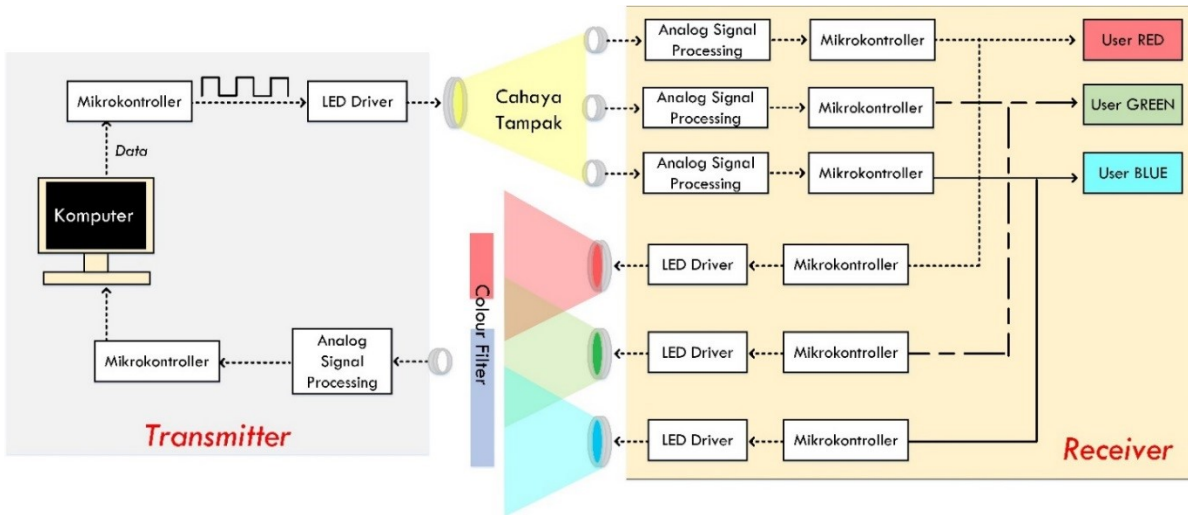 Mikrokontroller
LED Driver
Data
Komputer
Mikrokontroller
Analog Signal
Processing
Transmitter
Cahaya
Tampak
Colour Filter
Analog Signal
Processing
Mikrokontroller
User RED
Analog Signal
Processing
Mikrokontroller
User GREEN
Analog Signal
Processing
Mikrokontroller
User BLUE
LED Driver
Mikrokontroller
LED Driver
Mikrokontroller
LED Driver
Mikrokontroller
Receiver